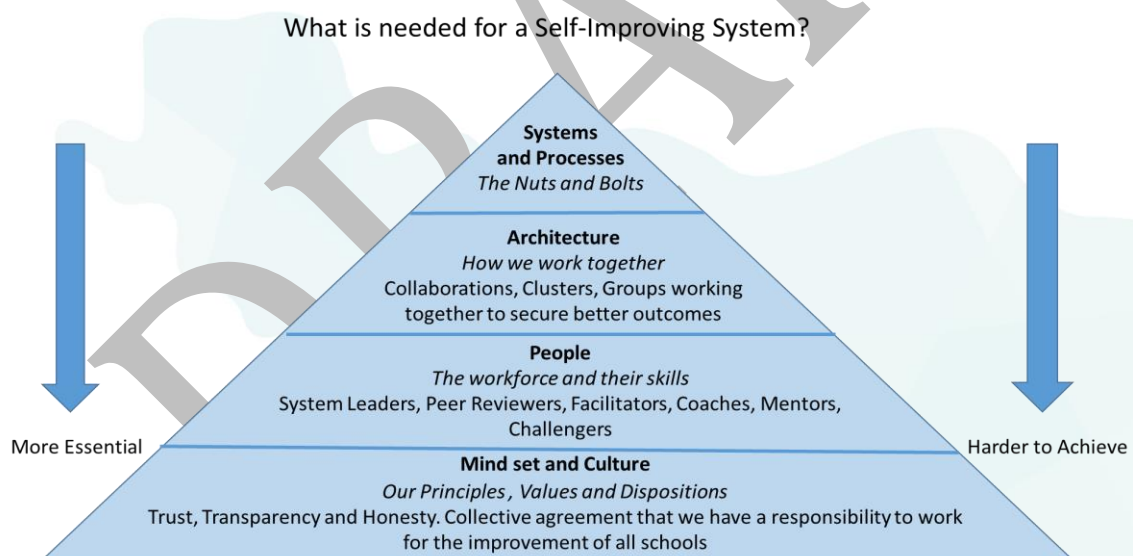 What is needed for a Self-Improving System?
Systems
and Processes
The Nuts and Bolts
Architecture
How we work together
Collaborations, Clusters, Groups working
together to secure better outcomes
People
The workforce and their skills
System Leaders, Peer Reviewers, Facilitators, Coaches, Mentors,
Challengers
More Essential
Harder to Achieve
Mind set and Culture
Our Principles , Values and Dispositions
Trust, Transparency and Honesty. Collective agreement that we have a responsibility to work
for the improvement of all schools